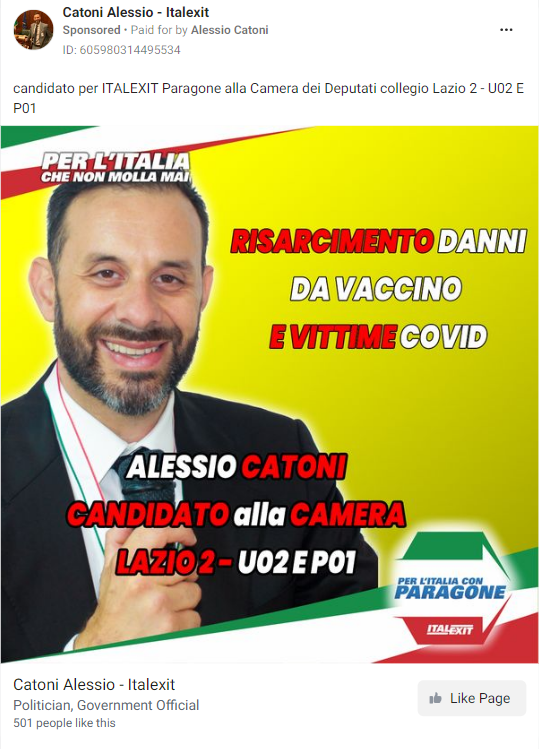 Catoni Alessio - Italexit
Sponsored • Paid for by Alessio Catoni
ID: 605980314495534
candidato per ITALEXIT Paragone alla Camera dei Deputati collegio Lazio 2 - U02 E
P01
PER L'ITALIA
CHE NON MOLLA MAI
RISARCIMENTO DANNI
DA VACCINO
E VITTIME COVID
ALESSIO CATONI
CANDIDATO alla CAMERA
LAZIO 2 - U02 E P01
PER L'ITALIA CON
PARAGONE
ITALEXIT
Catoni Alessio - Italexit
Politician, Government Official
501 people like this
Like Page